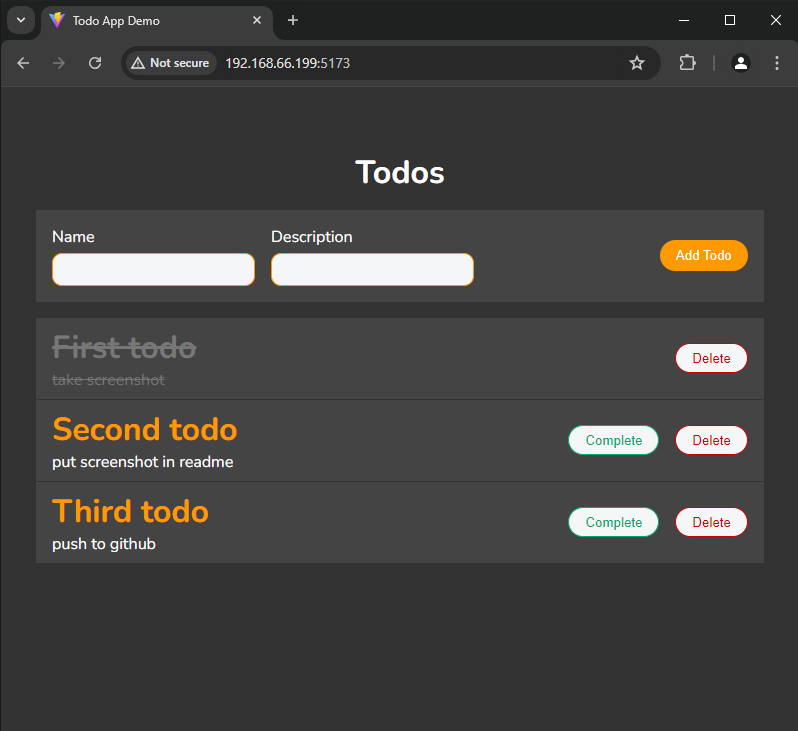 Todo App Demo
Not secure 192.168.66.199:5173
Todos
Name Description
Add Todo
First todo
take screenshot
Delete
Second todo
put screenshot in readme
Complete Delete
Third todo
push to github
Complete Delete